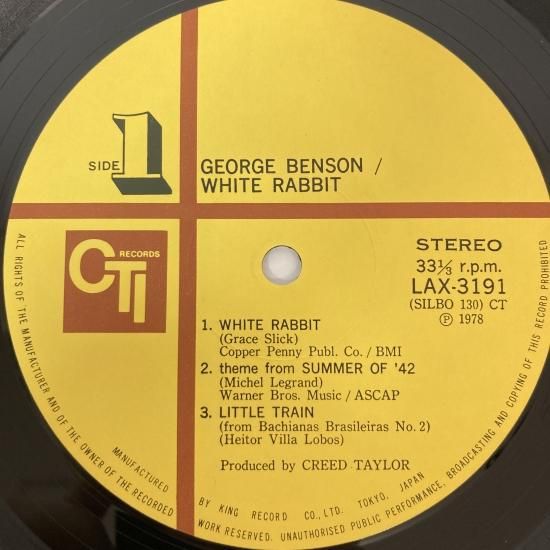 SIDE 1
GEORGE BENSON /
WHITE RABBIT
CTI RECORDS
STEREO
33⅓ r.p.m.
LAX-3191
(SILBO 130) CT
Ⓟ 1978
1. WHITE RABBIT
(Grace Slick)
Copper Penny Publ. Co. / BMI
2. theme from SUMMER OF '42
(Michel Legrand)
Warner Bros. Music / ASCAP
3. LITTLE TRAIN
(from Bachianas Brasileiras No. 2)
(Heitor Villa Lobos)
Produced by CREED TAYLOR
ALL RIGHTS OF THE MANUFACTURER AND OF THE OWNER OF THE RECORDED WORK RESERVED. UNAUTHORISED PUBLIC PERFORMANCE, BROADCASTING AND COPYING OF THIS RECORD PROHIBITED
MANUFACTURED BY KING RECORD CO., LTD. TOKYO, JAPAN